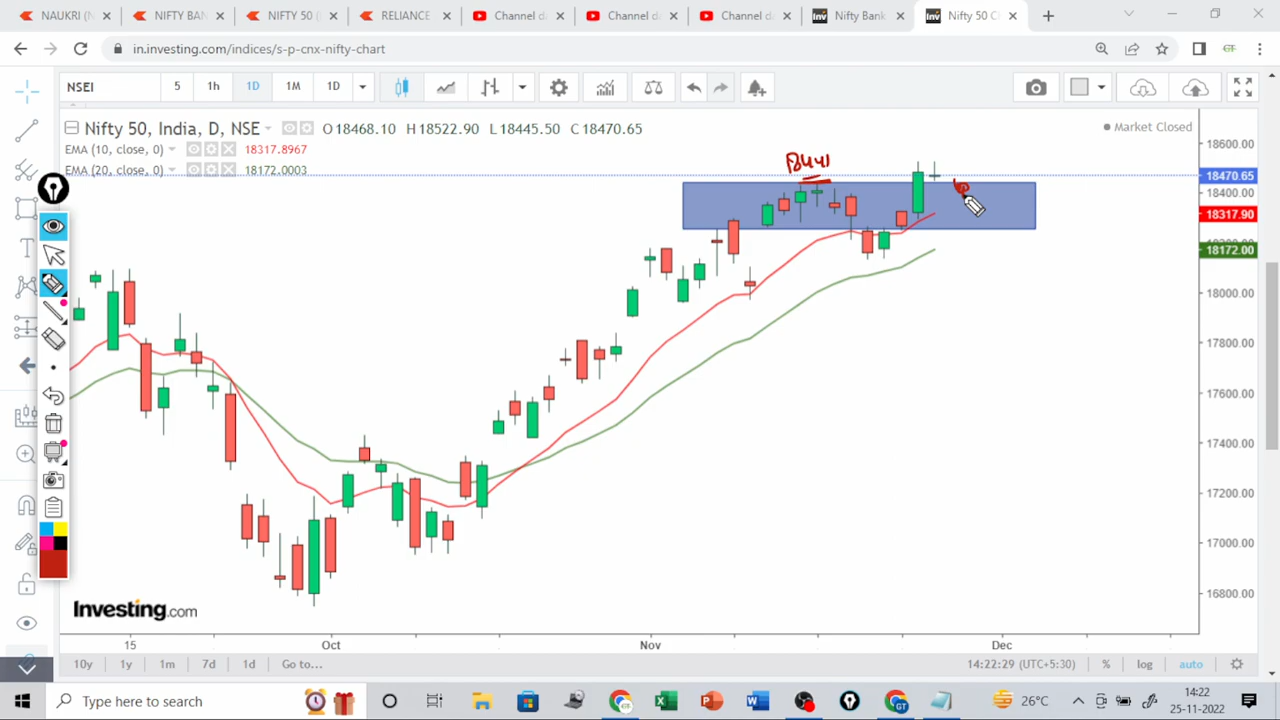 NAUKRI (N
NIFTY BAN
NIFTY 50 (
RELIANCE
Channel da
Channel da
Channel da
Nifty Bank
Nifty 50 C
in.investing.com/indices/s-p-cnx-nifty-chart
GT
NSEI
5
1h
1D
1M
1D
Nifty 50, India, D, NSE
O 18468.10 H 18522.90 L 18445.50 C 18470.65
Market Closed
EMA (10, close, 0)
18317.8967
EMA (20, close, 0)
18172.0003
Buy
18600.00
18470.65
18400.00
18317.90
18172.00
18000.00
17800.00
17600.00
17400.00
17200.00
17000.00
16800.00
Investing.com
15
Oct
Nov
Dec
10y
1y
1m
7d
1d
Go to...
14:22:29 (UTC+5:30)
%
log
auto
Type here to search
26°C
14:22
25-11-2022